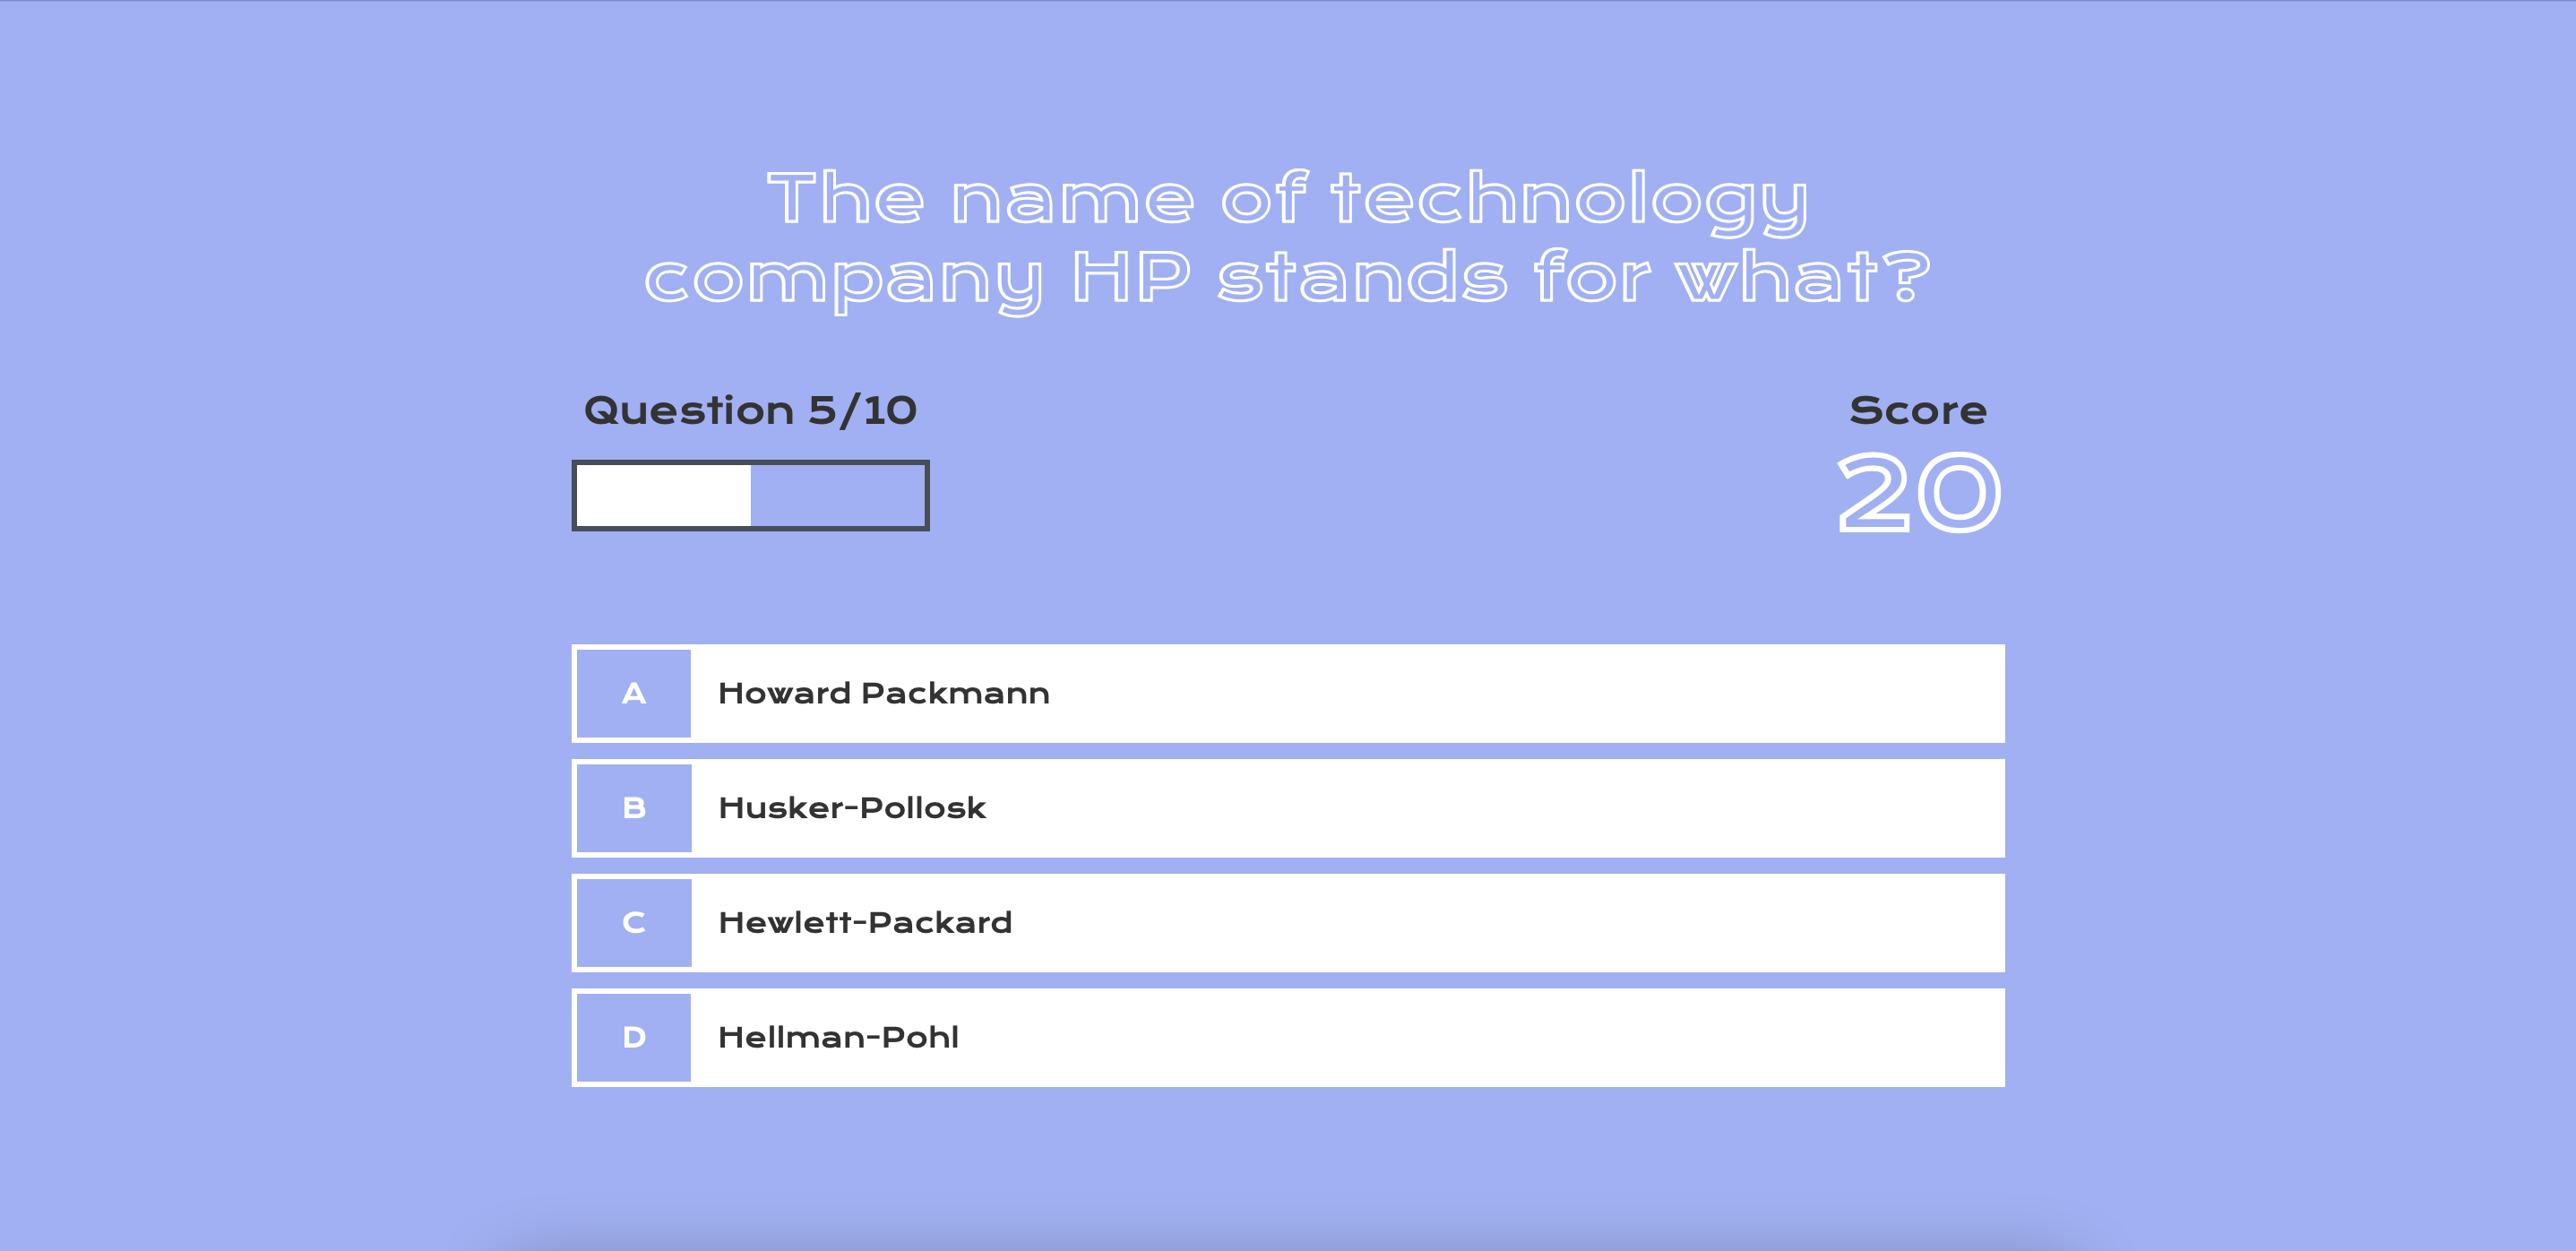 The name of technology
company HP stands for what?
Question 5/10
Score
20
A Howard Packmann
B Husker-Pollosk
C Hewlett-Packard
D Hellman-Pohl